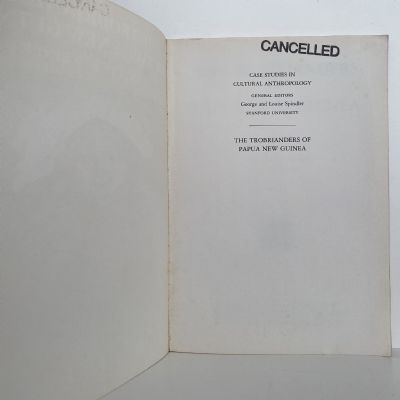 CANCELLED
CASE STUDIES IN
CULTURAL ANTHROPOLOGY
GENERAL EDITORS
George and Louise Spindler
STANFORD UNIVERSITY
THE TROBRIANDERS OF
PAPUA NEW GUINEA